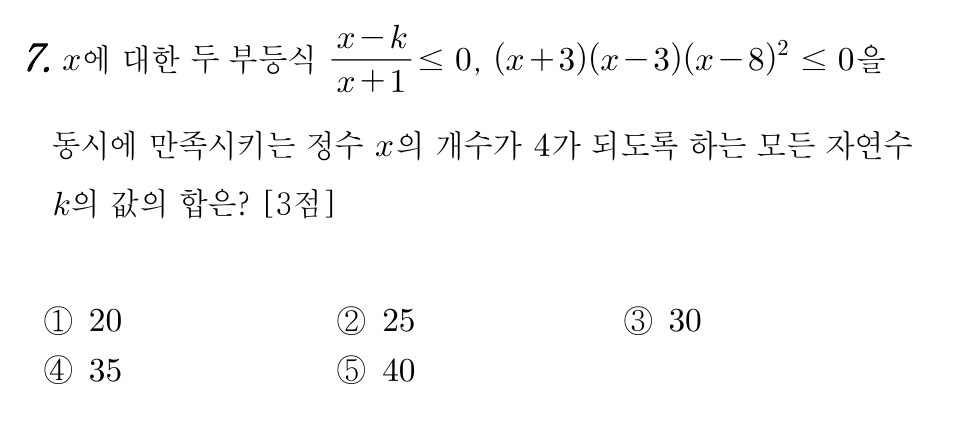 7. x에 대한 두 부등식 \frac{x-k}{x+1} ≤ 0, (x+3)(x-3)(x-8)² ≤ 0을
동시에 만족시키는 정수 x의 개수가 4가 되도록 하는 모든 자연수
k의 값의 합은? [3점]
① 20 ② 25 ③ 30
④ 35 ⑤ 40